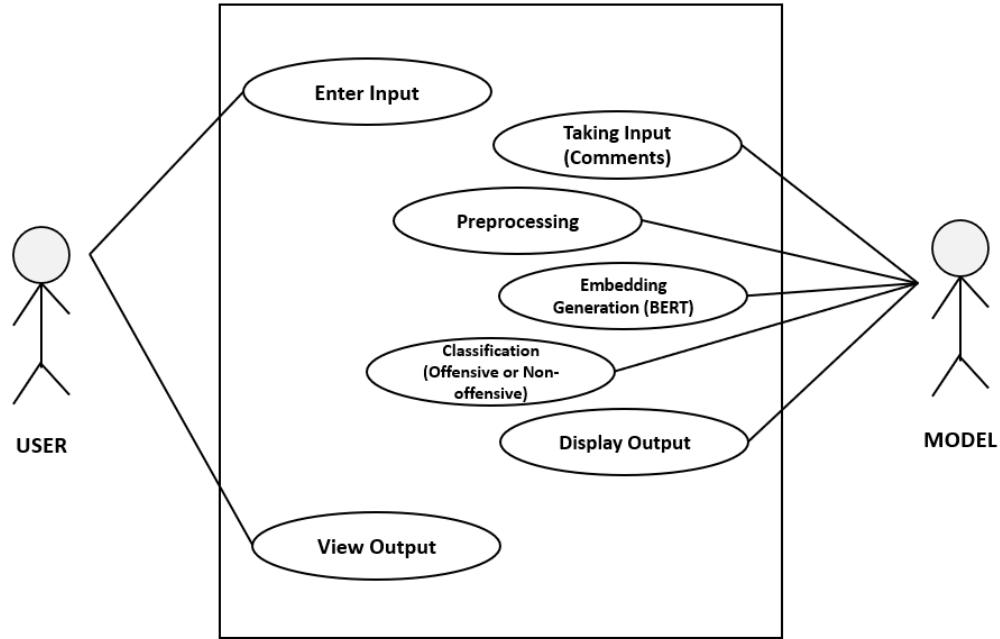 Enter Input
Taking Input
(Comments)
Preprocessing
Embedding
Generation (BERT)
Classification
(Offensive or Non-
offensive)
Display Output
USER
MODEL
View Output